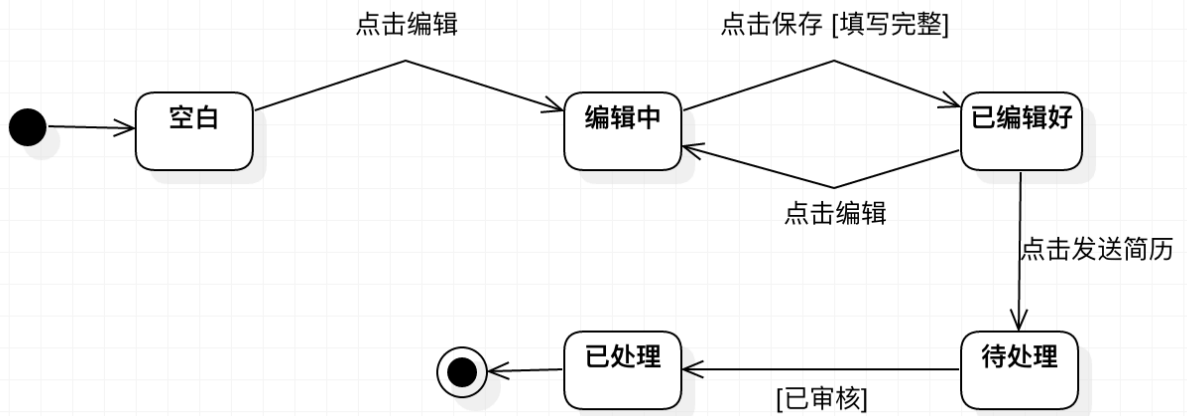 点击编辑
点击保存 [填写完整]
空白
编辑中
已编辑好
点击编辑
点击发送简历
已处理
待处理
[已审核]